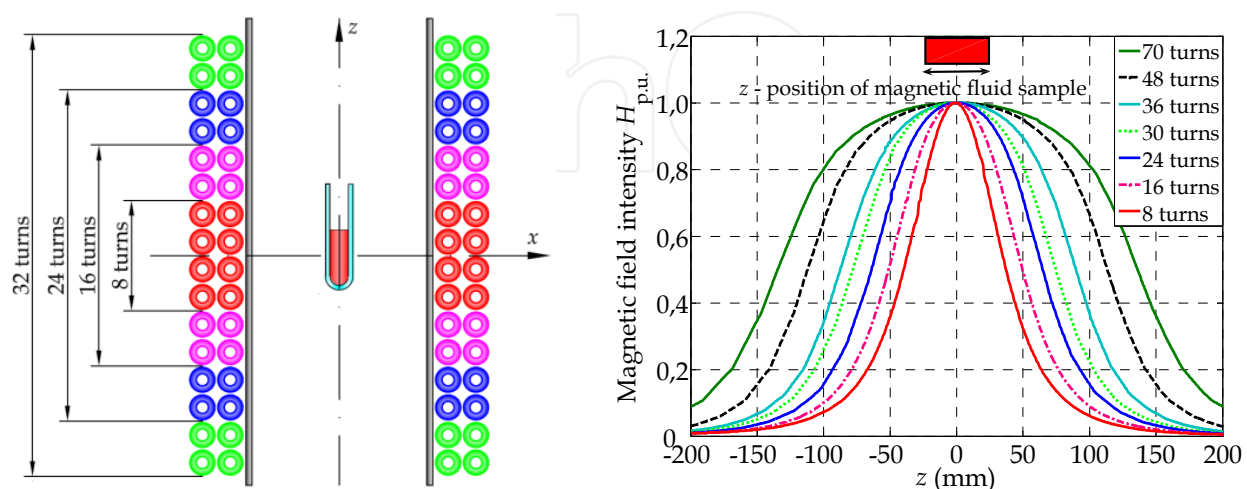 z
x
32 turns
24 turns
16 turns
8 turns
Magnetic field intensity H p.u.
1,2
1,0
0,8
0,6
0,4
0,2
0
z - position of magnetic fluid sample
70 turns
48 turns
36 turns
30 turns
24 turns
16 turns
8 turns
-200 -150 -100 -50 0 50 100 150 200
z (mm)